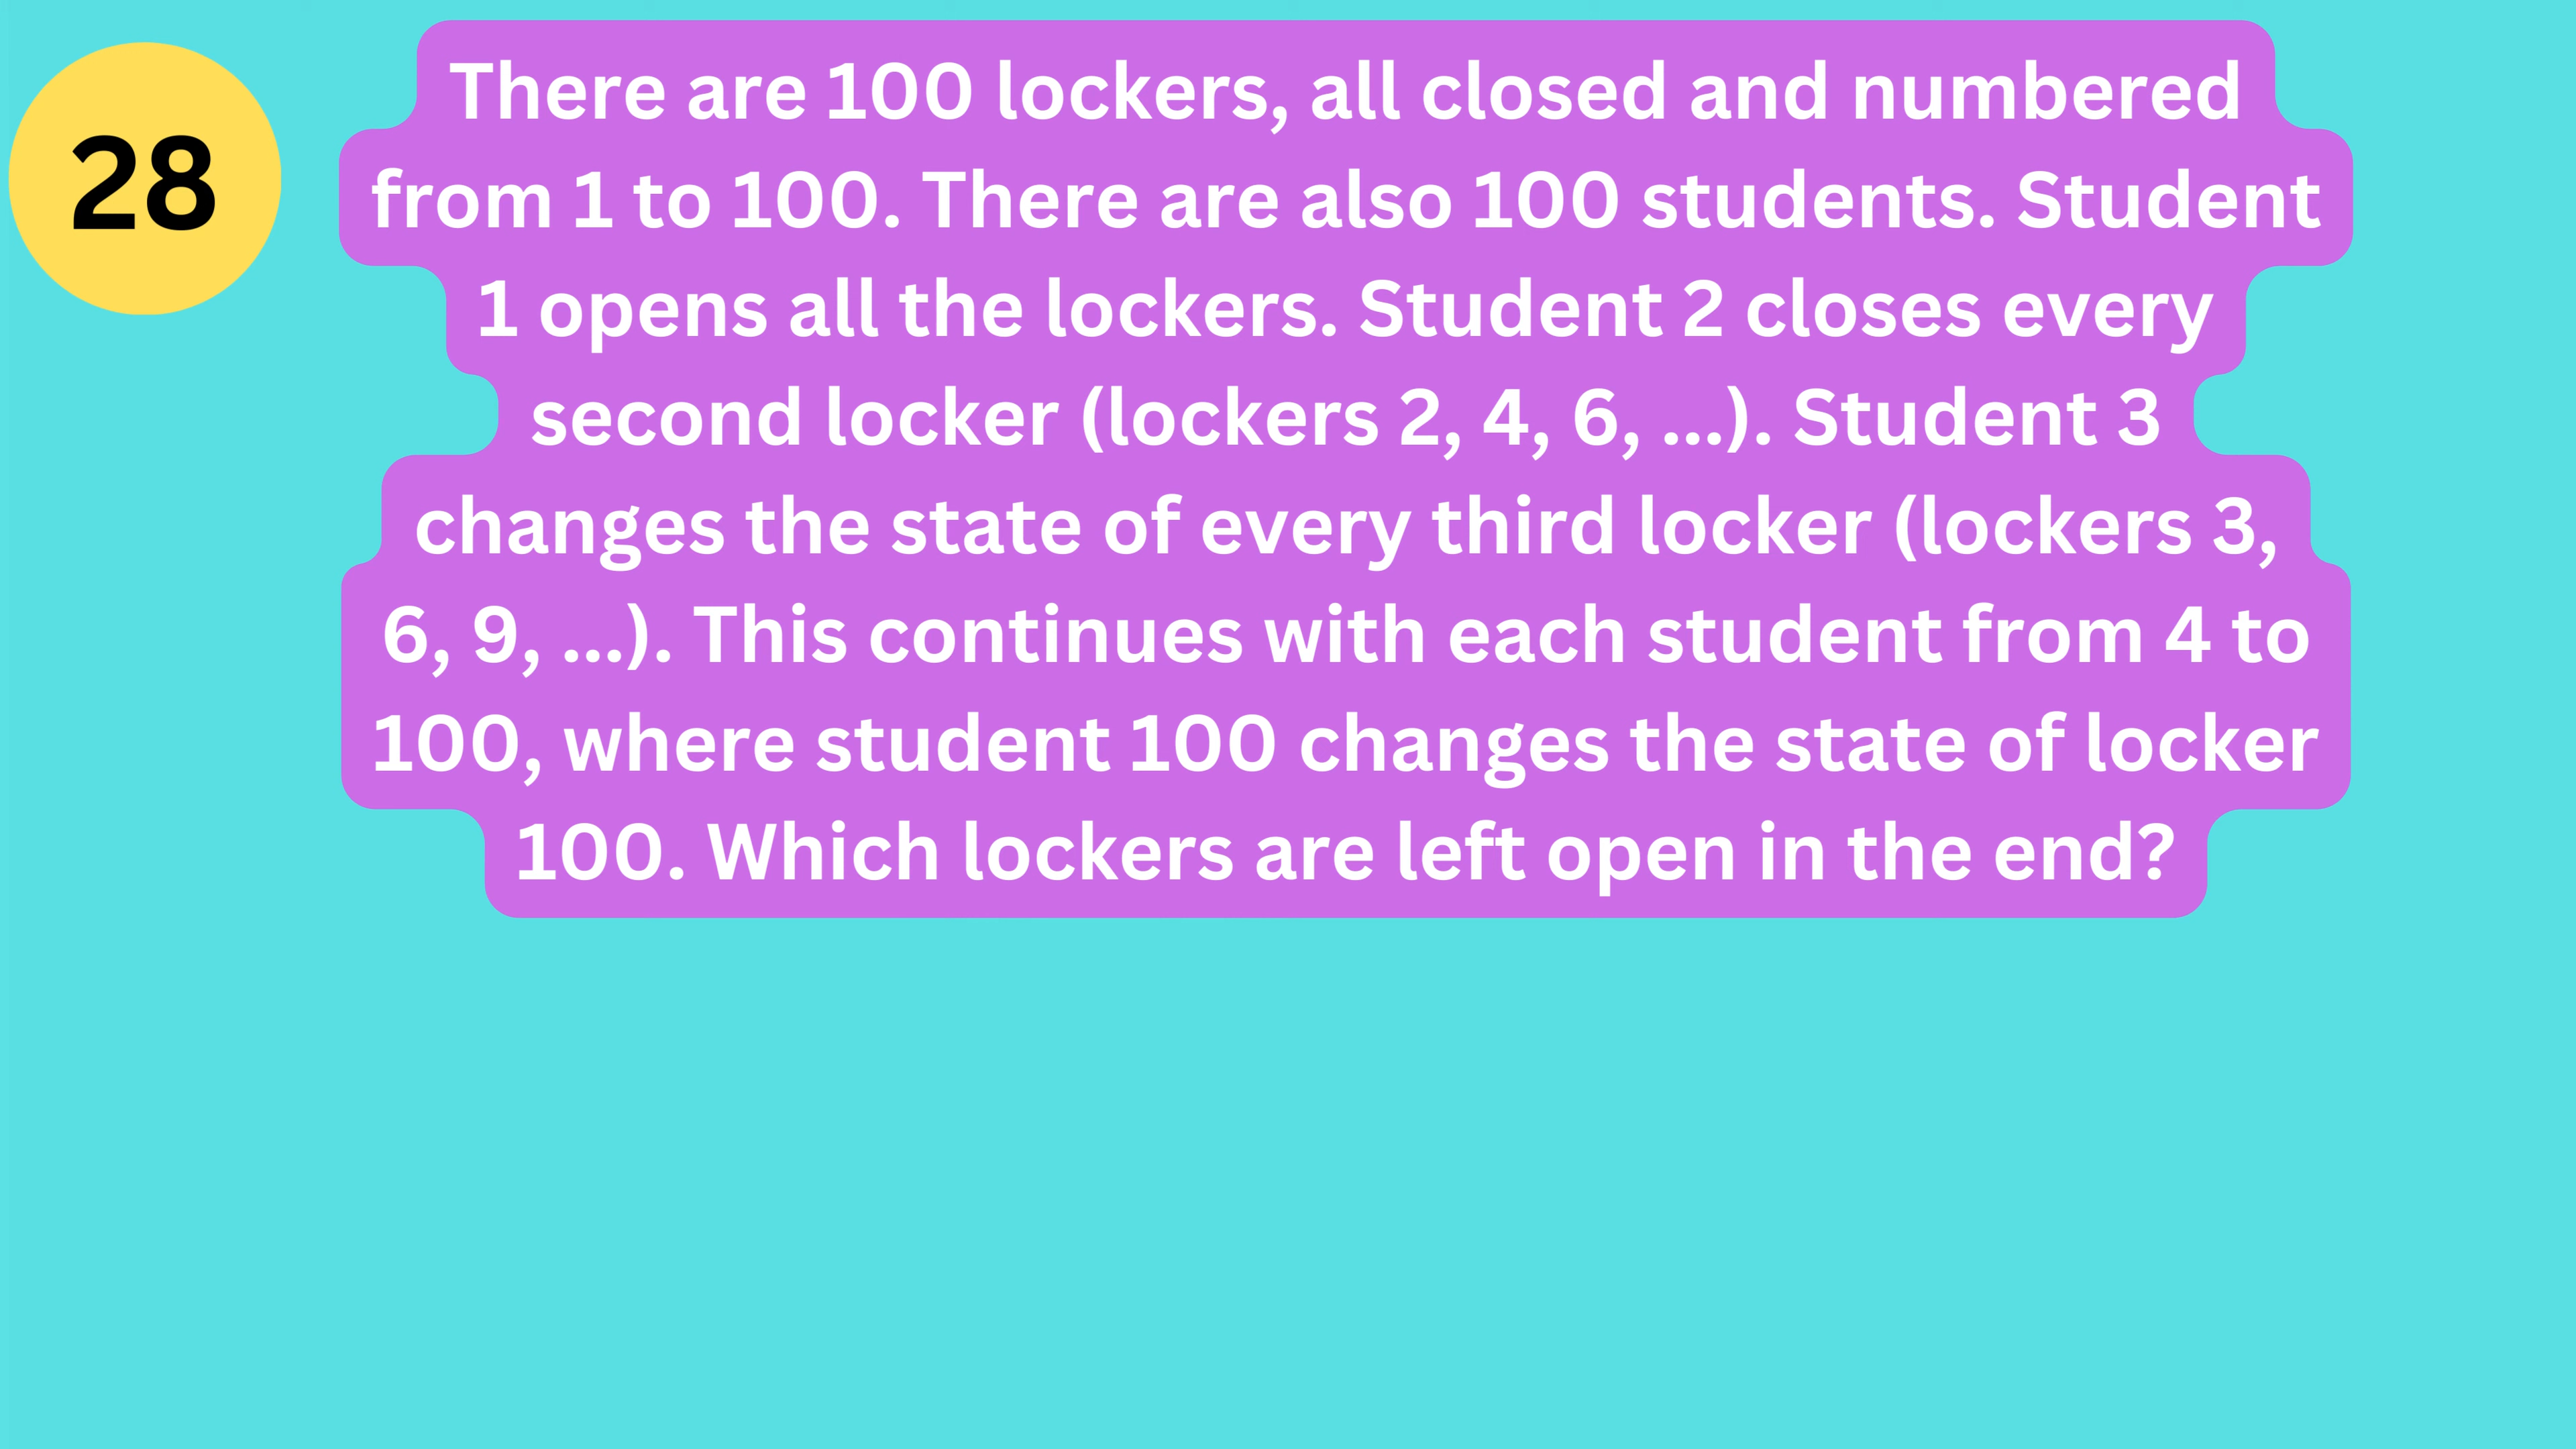 28
There are 100 lockers, all closed and numbered
from 1 to 100. There are also 100 students. Student
1 opens all the lockers. Student 2 closes every
second locker (lockers 2, 4, 6, ...). Student 3
changes the state of every third locker (lockers 3,
6, 9, ...). This continues with each student from 4 to
100, where student 100 changes the state of locker
100. Which lockers are left open in the end?